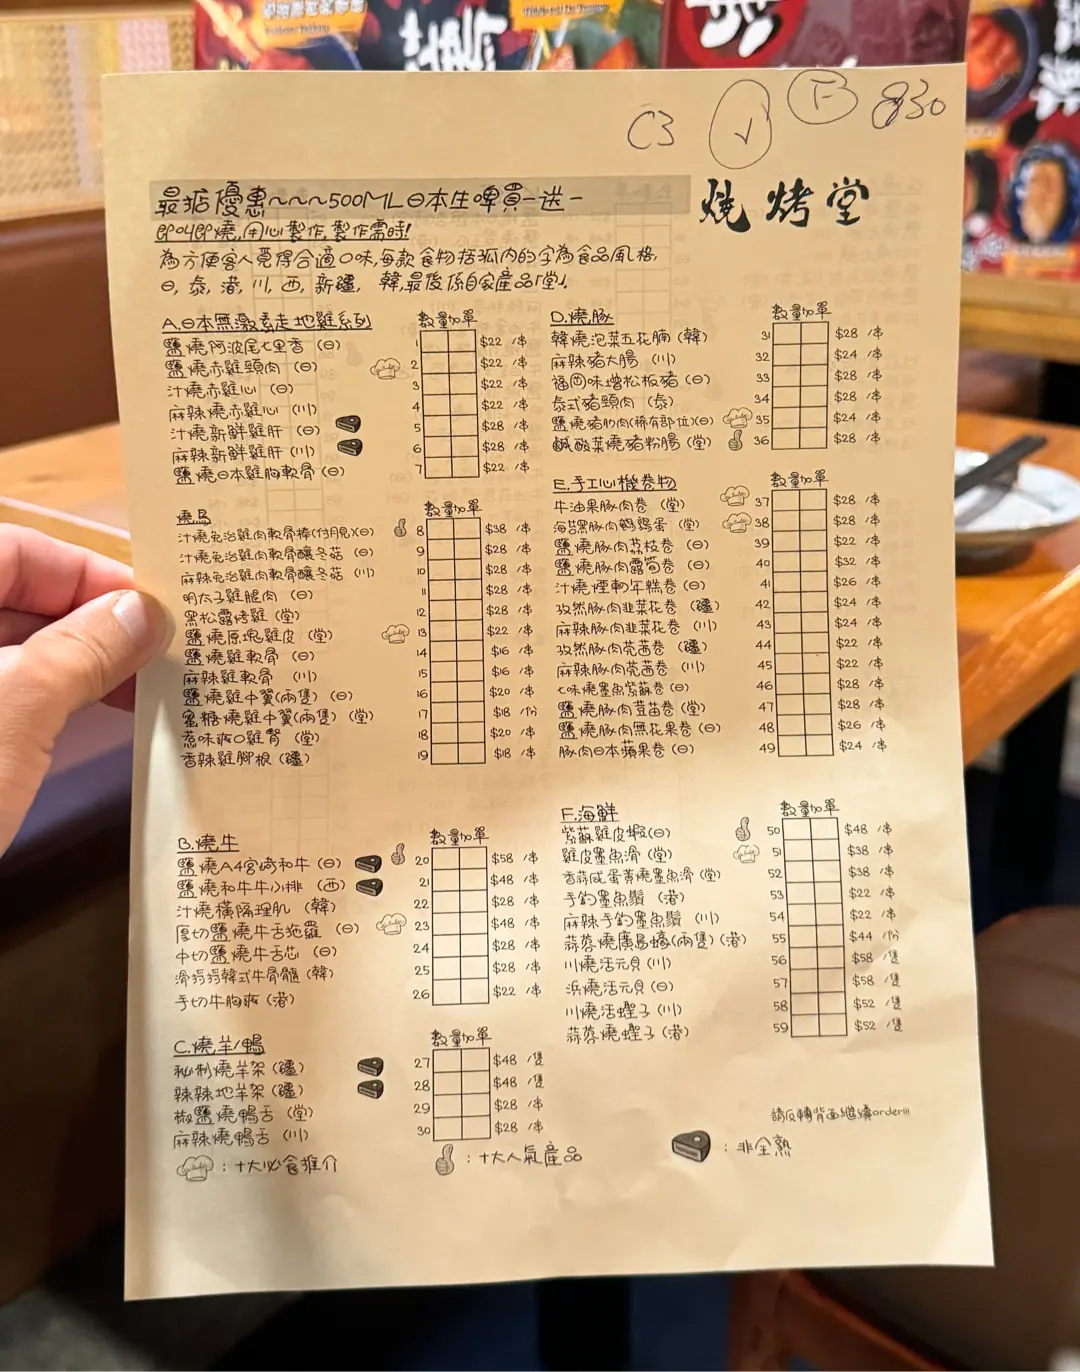 C3 ✓ 830
最抵優惠~~~500ML日本生啤買一送一
燒烤堂
即叫即燒,用心製作,製作需時!
為方便客人覓得合適口味,每款食物括弧內的字為食品風格,
日, 泰, 港, 川, 西, 新疆, 韓,最後係自家產品「堂」.
A.日本無激素走地雞系列 數量加單
鹽燒阿波尾七里香 (日) 1 $22 /串
鹽燒赤雞頸肉 (日) 2 $22 /串
汁燒赤雞心 (日) 3 $22 /串
麻辣燒赤雞心 (川) 4 $22 /串
汁燒新鮮雞肝 (日) 5 $28 /串
麻辣新鮮雞肝 (川) 6 $28 /串
鹽燒日本雞胸軟骨 (日) 7 $22 /串
燒鳥 數量加單
汁燒免治雞肉軟骨棒(付月見)(日) 8 $38 /串
汁燒免治雞肉軟骨釀冬菇 (日) 9 $28 /串
麻辣免治雞肉軟骨釀冬菇 (川) 10 $28 /串
明太子雞腿肉 (日) 11 $28 /串
黑松露烤雞 (堂) 12 $28 /串
鹽燒原塊雞皮 (堂) 13 $22 /串
鹽燒雞軟骨 (日) 14 $16 /串
麻辣雞軟骨 (川) 15 $16 /串
鹽燒雞中翼(兩隻) (日) 16 $20 /串
蜜糖燒雞中翼(兩隻) (堂) 17 $18 /份
惹味爽口雞腎 (堂) 18 $20 /串
香辣雞腳根 (疆) 19 $18 /串
B.燒牛 數量加單
鹽燒A4宮崎和牛 (日) 20 $58 /串
鹽燒和牛牛小排 (西) 21 $48 /串
汁燒橫隔理肌 (韓) 22 $28 /串
厚切鹽燒牛舌拖羅 (日) 23 $48 /串
中切鹽燒牛舌芯 (日) 24 $28 /串
滑捋捋韓式牛骨髓 (韓) 25 $28 /串
手切牛胸爽 (港) 26 $22 /串
C.燒羊/鴨 數量加單
秘制燒羊架 (疆) 27 $48 /隻
辣辣地羊架 (疆) 28 $48 /隻
椒鹽燒鴨舌 (堂) 29 $28 /串
麻辣燒鴨舌 (川) 30 $28 /串
D.燒豚 數量加單
韓燒泡菜五花腩 (韓) 31 $28 /串
麻辣豬大腸 (川) 32 $24 /串
福岡味增松板豬 (日) 33 $28 /串
泰式豬頸肉 (泰) 34 $28 /串
鹽燒豬肋肉(稀有部位)(日) 35 $24 /串
鹹酸菜燒豬粉腸 (堂) 36 $28 /串
E.手工心機卷物 數量加單
牛油果豚肉卷 (堂) 37 $28 /串
海苔黑豚肉鵪鶉蛋 (堂) 38 $28 /串
鹽燒豚肉荔枝卷 (日) 39 $22 /串
鹽燒豚肉露筍卷 (日) 40 $32 /串
汁燒煙韌年糕卷 (日) 41 $26 /串
孜然豚肉韭菜花卷 (疆) 42 $24 /串
麻辣豚肉韭菜花卷 (川) 43 $24 /串
孜然豚肉芫茜卷 (疆) 44 $22 /串
麻辣豚肉芫茜卷 (川) 45 $22 /串
七味燒墨魚紫蘇卷 (日) 46 $28 /串
鹽燒豚肉荳苗卷 (堂) 47 $28 /串
鹽燒豚肉無花果卷 (日) 48 $26 /串
豚肉日本蘋果卷 (日) 49 $24 /串
F.海鮮 數量加單
紫蘇雞皮蝦(日) 50 $48 /串
雞皮墨魚滑 (堂) 51 $38 /串
香蒜咸蛋黃燒墨魚滑 (堂) 52 $38 /串
手釣墨魚鬚 (港) 53 $22 /串
麻辣手釣墨魚鬚 (川) 54 $22 /串
蒜蓉燒廣島蠔(兩隻) (港) 55 $44 /份
川燒活元貝 (川) 56 $58 /隻
浜燒活元貝 (日) 57 $58 /隻
川燒活蟶子 (川) 58 $52 /隻
蒜蓉燒蟶子 (港) 59 $52 /隻
請反轉背面繼續order!!!
: 十大必食推介
: 十大人氣產品
: 非全熟